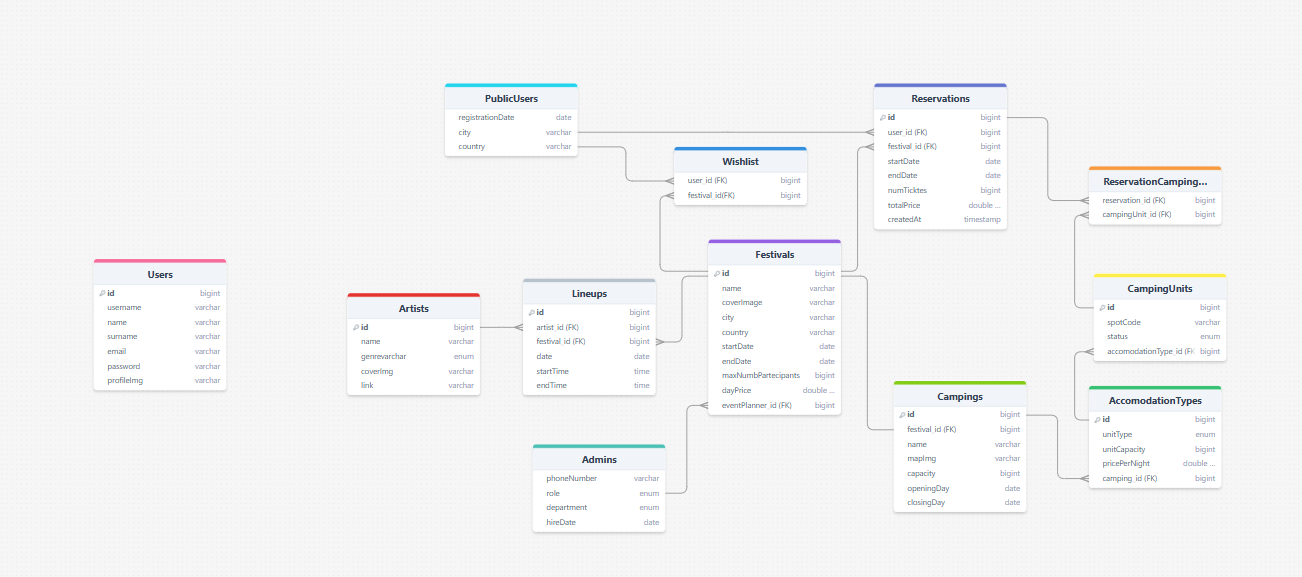 PublicUsers
registrationDate date
city varchar
country varchar
Reservations
id bigint
user_id (FK) bigint
festival_id (FK) bigint
startDate date
endDate date
numTicktes bigint
totalPrice double ...
createdAt timestamp
Wishlist
user_id (FK) bigint
festival_id(FK) bigint
ReservationCamping...
reservation_id (FK) bigint
campingUnit_id (FK) bigint
Users
id bigint
username varchar
name varchar
surname varchar
email varchar
password varchar
profileImg varchar
Artists
id bigint
name varchar
genrevarchar enum
coverImg varchar
link varchar
Lineups
id bigint
artist_id (FK) bigint
festival_id (FK) bigint
date date
startTime time
endTime time
Festivals
id bigint
name varchar
coverImage varchar
city varchar
country varchar
startDate date
endDate date
maxNumbPartecipants bigint
dayPrice double ...
eventPlanner_id (FK) bigint
CampingUnits
id bigint
spotCode varchar
status enum
accomodationType_id (FK bigint
Campings
id bigint
festival_id (FK) bigint
name varchar
mapImg varchar
capacity bigint
openingDay date
closingDay date
AccomodationTypes
id bigint
unitType enum
unitCapacity bigint
pricePerNight double ...
camping_id (FK) bigint
Admins
phoneNumber varchar
role enum
department enum
hireDate date